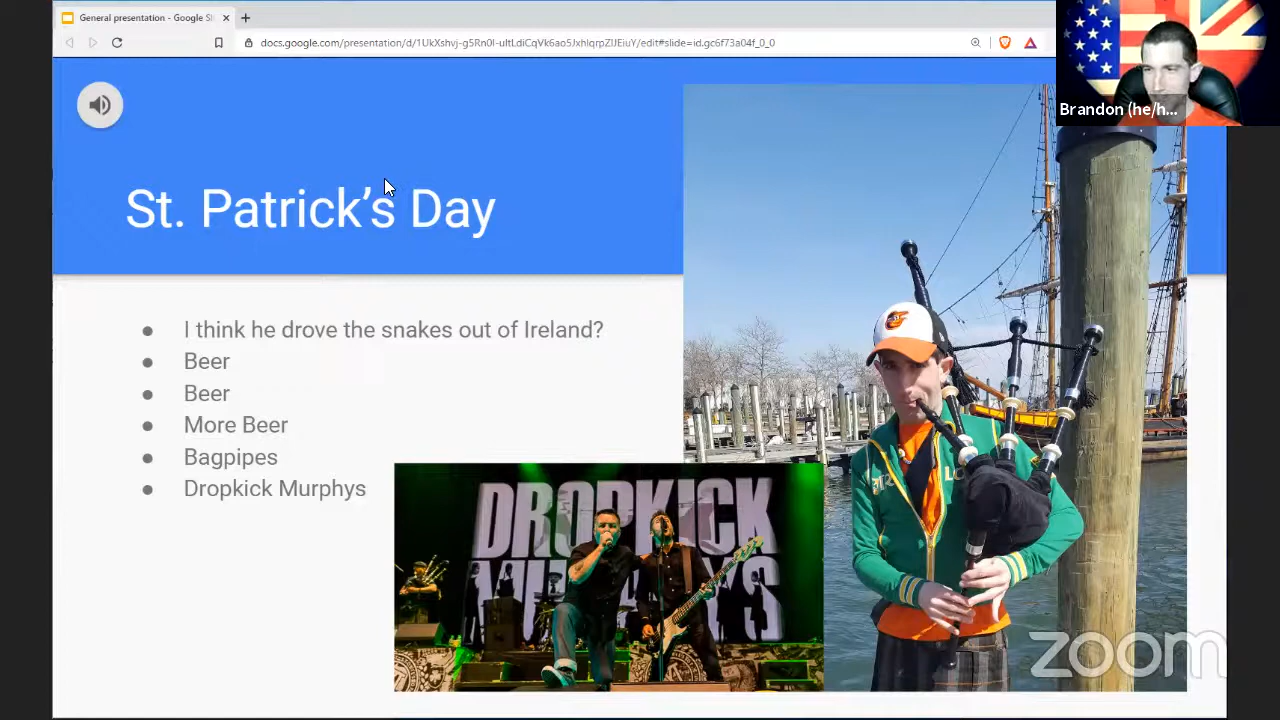 General presentation - Google Sl
docs.google.com/presentation/d/1UkXshvj-g5Rn0I-ultLdiCqVk6ao5JxhlqrpZIJEiuY/edit#slide=id.gc6f73a04f_0_0
Brandon (he/h...
St. Patrick's Day
I think he drove the snakes out of Ireland?
Beer
Beer
More Beer
Bagpipes
Dropkick Murphys
DROPKICK
MURPHYS
zoom